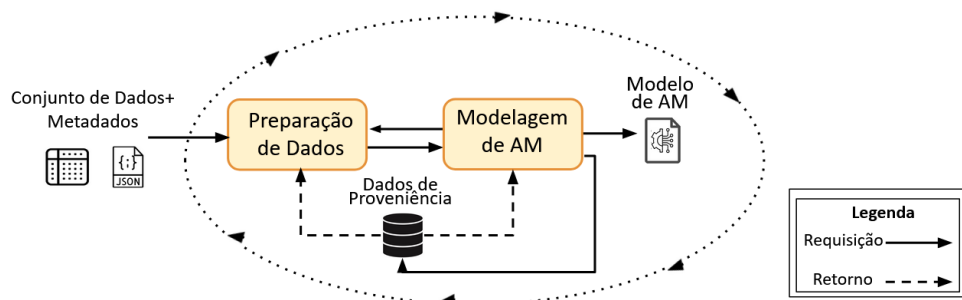 Conjunto de Dados+
Metadados
{;}
JSON
Preparação
de Dados
Modelagem
de AM
Modelo
de AM
Dados de
Proveniência
Legenda
Requisição
Retorno